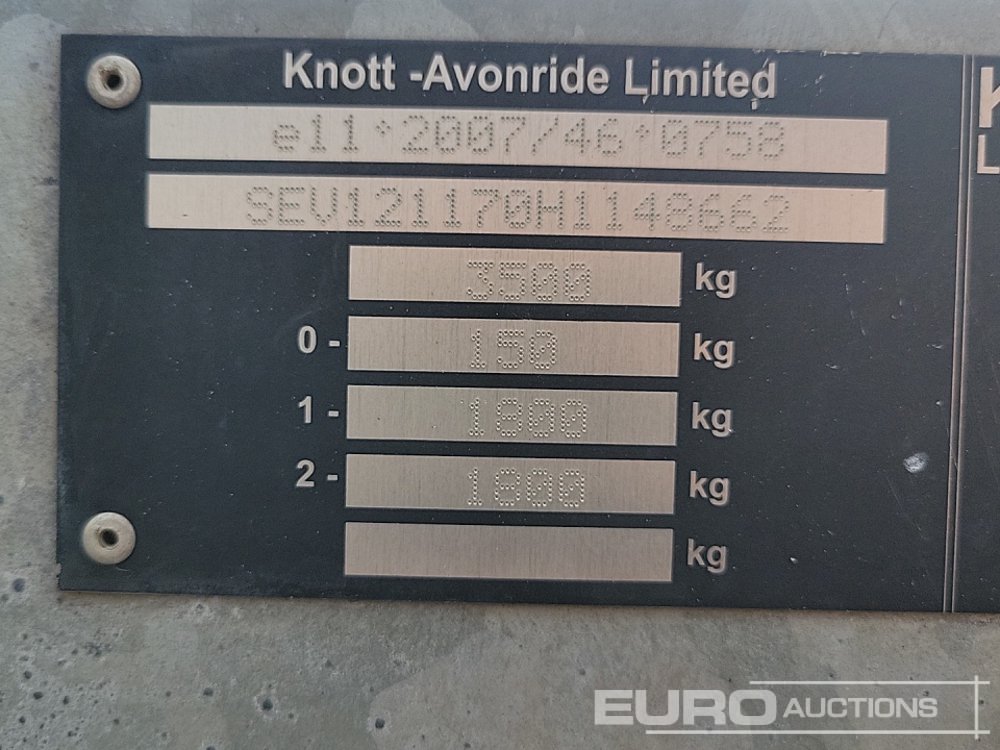 Knott -Avonride Limited
e11*2007/46*0758
SEV121170H1148662
3500 kg
0- 150 kg
1- 1800 kg
2- 1800 kg
kg
K
L
EURO AUCTIONS